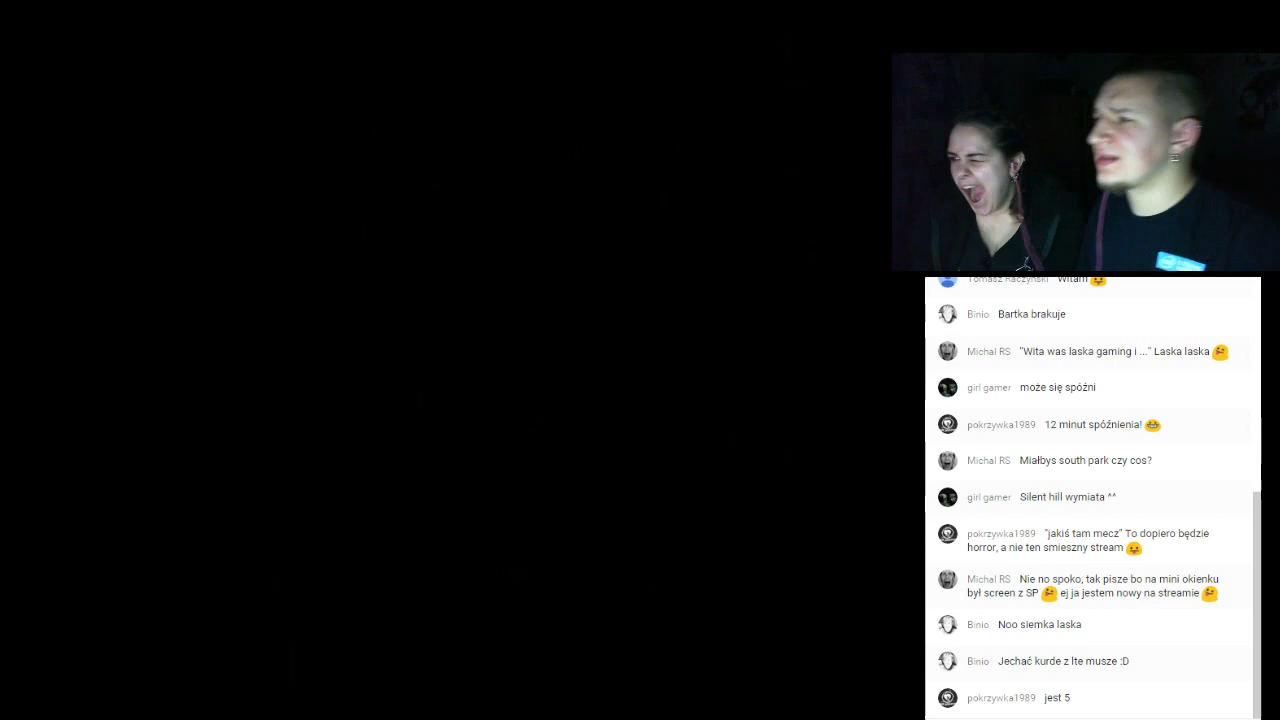 Tomasz Raczyński Witam
Binio Bartka brakuje
Michal RS "Wita was laska gaming i ..." Laska laska
girl gamer może się spóźni
pokrzywka1989 12 minut spóźnienia!
Michal RS Miałbys south park czy cos?
girl gamer Silent hill wymiata ^^
pokrzywka1989 "jakiś tam mecz" To dopiero będzie
horror, a nie ten smieszny stream
Michal RS Nie no spoko, tak pisze bo na mini okienku
był screen z SP ej ja jestem nowy na streamie
Binio Noo siemka laska
Binio Jechać kurde z lte musze :D
pokrzywka1989 jest 5